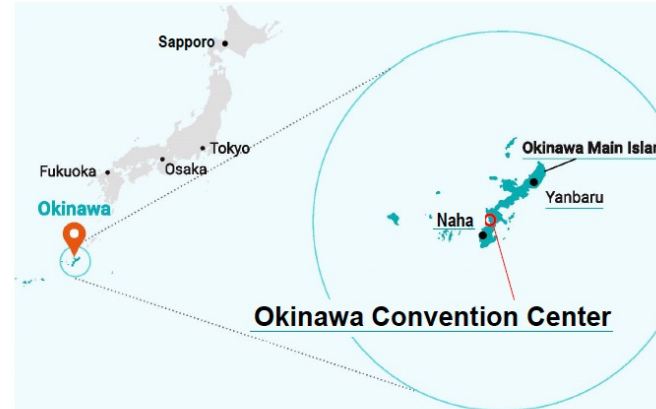 Sapporo
Tokyo
Osaka
Fukuoka
Okinawa
Okinawa Main Islan
Yanbaru
Naha
Okinawa Convention Center